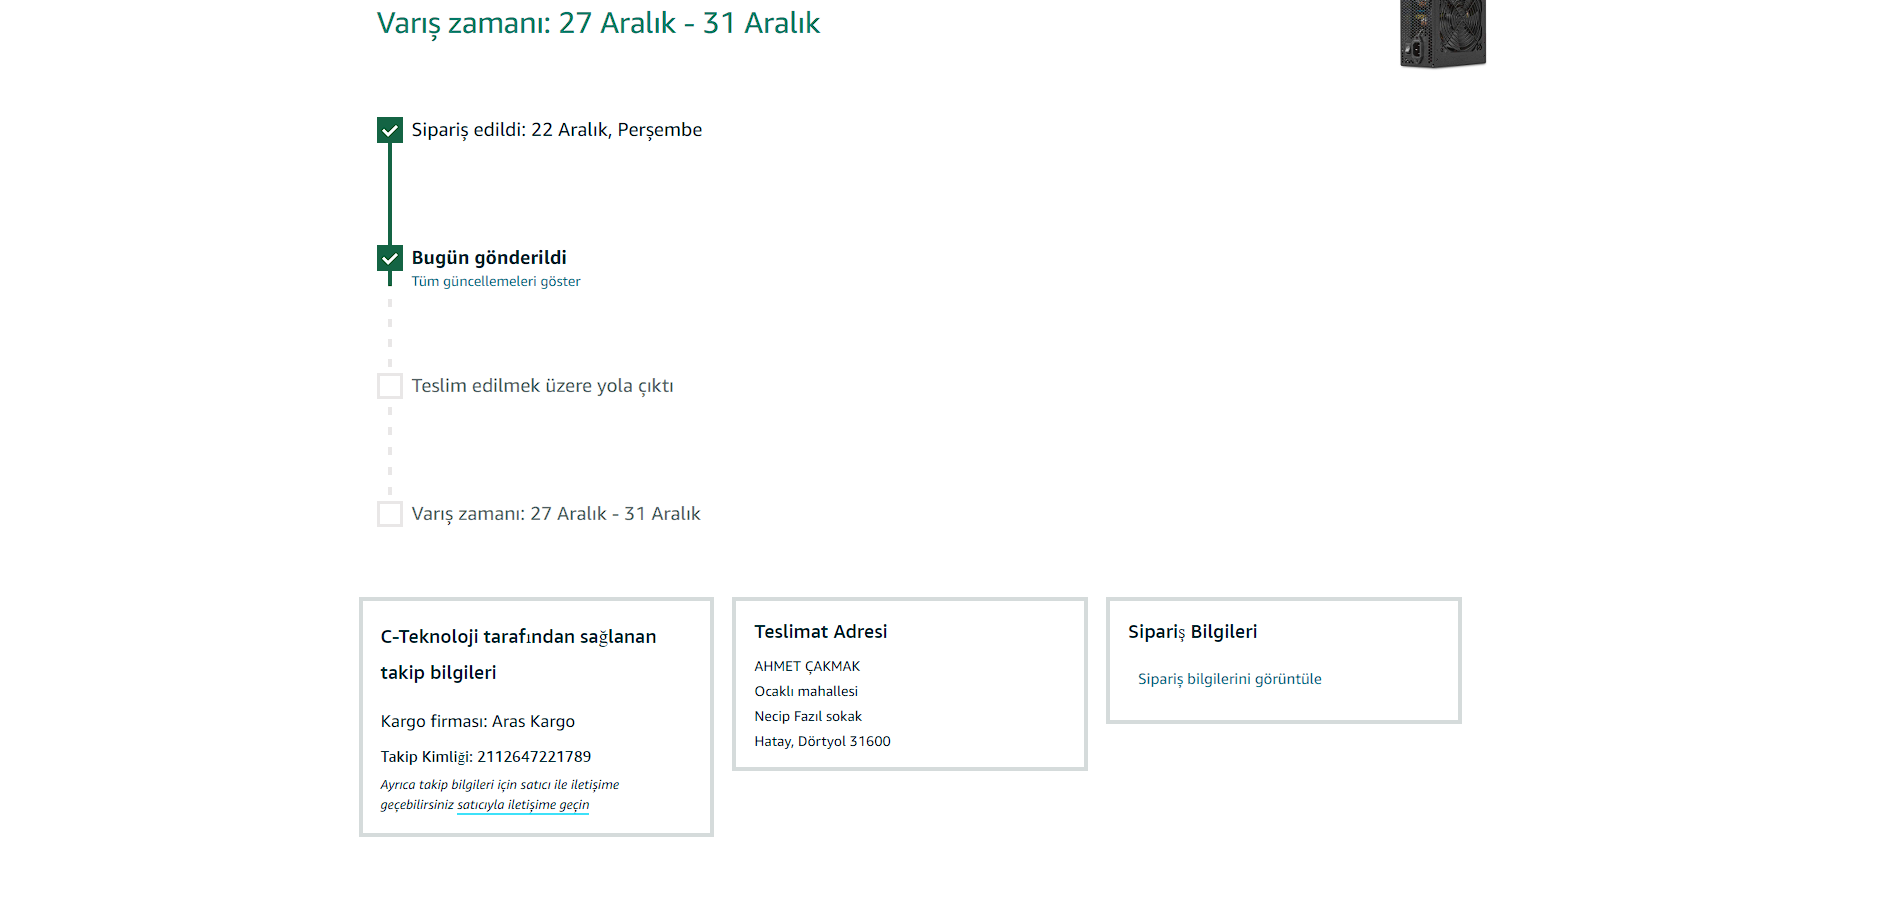 Varış zamanı: 27 Aralık - 31 Aralık
Sipariş edildi: 22 Aralık, Perşembe
Bugün gönderildi
Tüm güncellemeleri göster
Teslim edilmek üzere yola çıktı
Varış zamanı: 27 Aralık - 31 Aralık
C-Teknoloji tarafından sağlanan
takip bilgileri
Kargo firması: Aras Kargo
Takip Kimliği: 2112647221789
Ayrıca takip bilgileri için satıcı ile iletişime
geçebilirsiniz satıcıyla iletişime geçin
Teslimat Adresi
AHMET ÇAKMAK
Ocaklı mahallesi
Necip Fazıl sokak
Hatay, Dörtyol 31600
Sipariş Bilgileri
Sipariş bilgilerini görüntüle